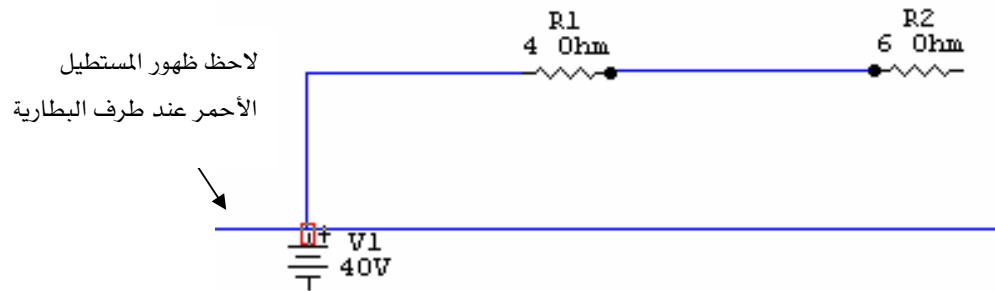 R1
4 Ohm
R2
6 Ohm
لاحظ ظهور المستطيل
الأحمر عند طرف البطارية
+
V1
40V